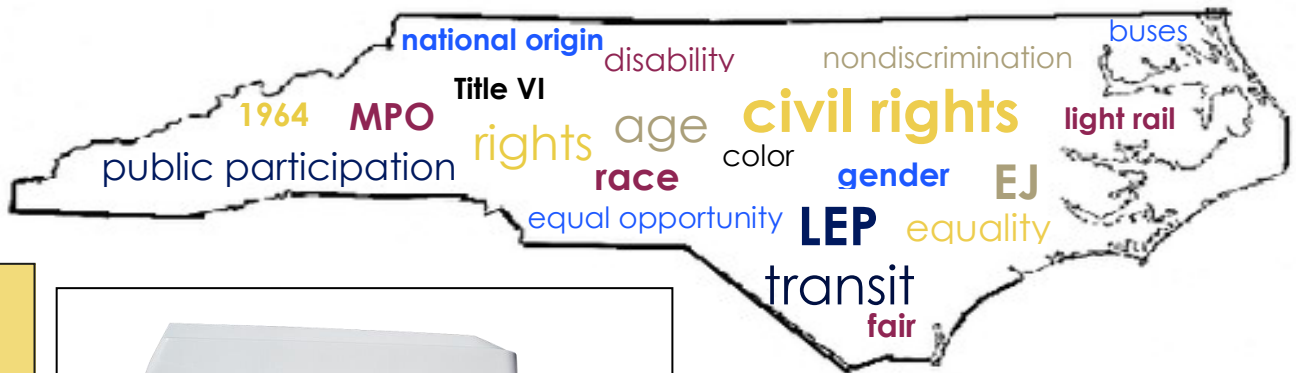 buses
national origin
disability
nondiscrimination
Title VI
1964
MPO
civil rights
light rail
rights
age
color
public participation
race
gender
EJ
equal opportunity
LEP
equality
transit
fair